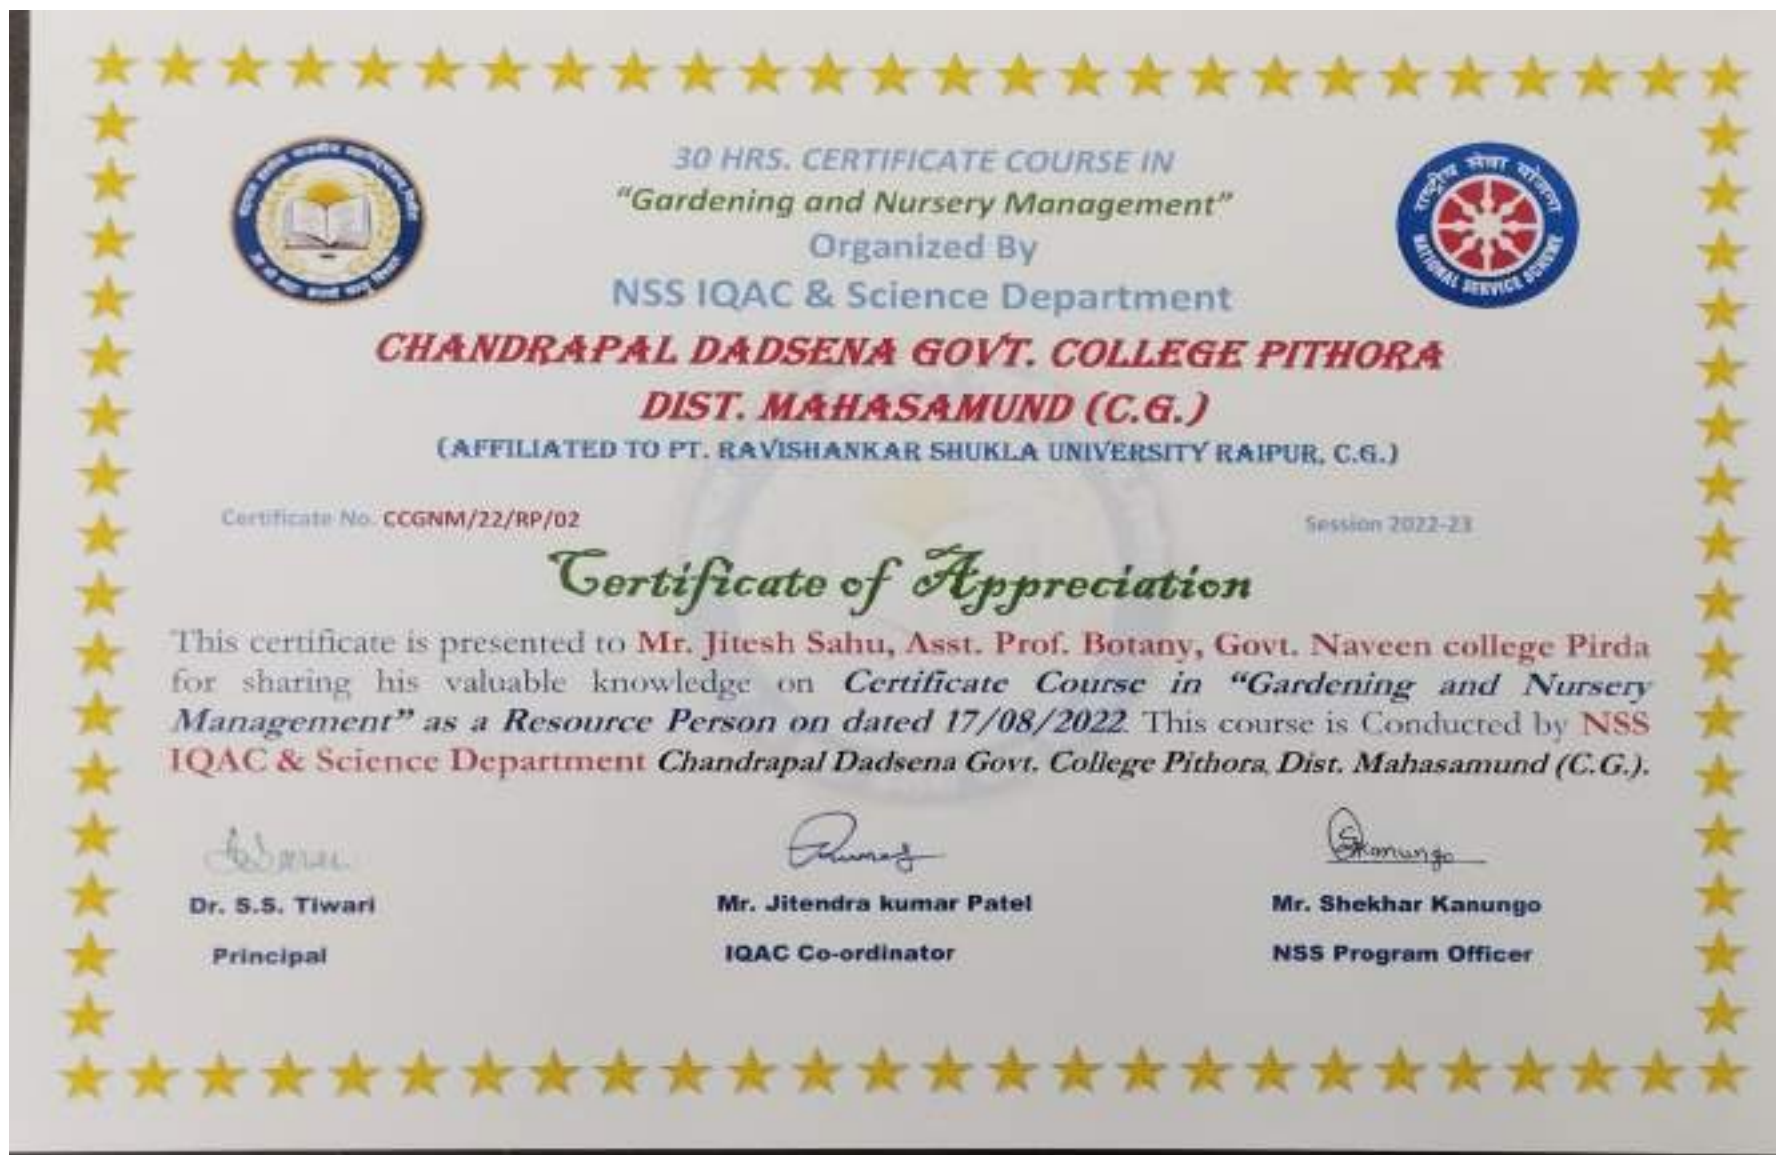 30 HRS. CERTIFICATE COURSE IN
“Gardening and Nursery Management”
Organized By
NSS IQAC & Science Department
CHANDRAPAL DADSENA GOVT. COLLEGE PITHORA
DIST. MAHASAMUND (C.G.)
(AFFILIATED TO PT. RAVISHANKAR SHUKLA UNIVERSITY RAIPUR, C.G.)
राष्ट्रीय सेवा योजना
NATIONAL SERVICE SCHEME
Certificate No. CCGNM/22/RP/02
Session 2022-23
Certificate of Appreciation
This certificate is presented to Mr. Jitesh Sahu, Asst. Prof. Botany, Govt. Naveen college Pirda
for sharing his valuable knowledge on Certificate Course in “Gardening and Nursery
Management” as a Resource Person on dated 17/08/2022. This course is Conducted by NSS
IQAC & Science Department Chandrapal Dadsena Govt. College Pithora, Dist. Mahasamund (C.G.).
Skanungo
Dr. S.S. Tiwari
Mr. Jitendra kumar Patel
Mr. Shekhar Kanungo
Principal
IQAC Co-ordinator
NSS Program Officer